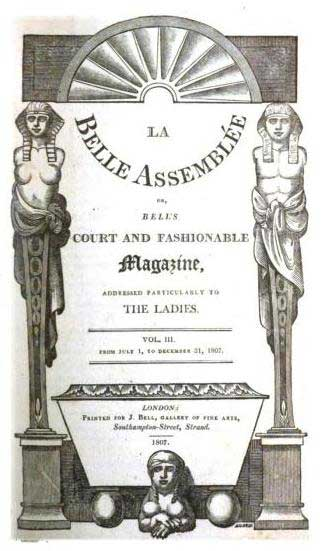 LA
BELLE ASSEMBLÉE
OR,
BELL'S
COURT AND FASHIONABLE
Magazine,
ADDRESSED PARTICULARLY TO
THE LADIES.
VOL. III.
FROM JULY 1, TO DECEMBER 31, 1807.
LONDON:
PRINTED FOR J. BELL, GALLERY OF FINE ARTS,
Southampton-Street, Strand.
1807.